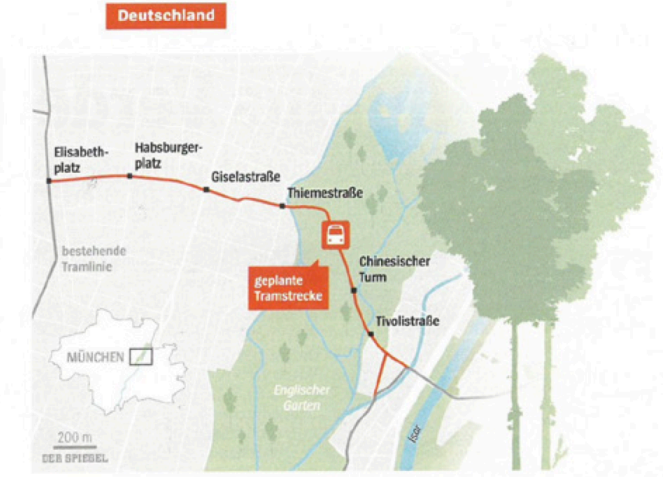 Deutschland
Elisabeth-
platz
Habsburger-
platz
Giselastraße
Thiemestraße
bestehende
Tramlinie
geplante
Tramstrecke
Chinesischer
Turm
Tivolistraße
MÜNCHEN
Englischer
Garten
Isar
200 m
DER SPIEGEL